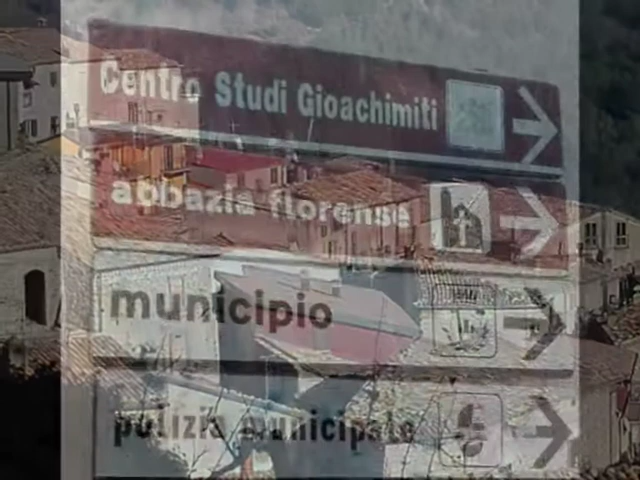 Centro Studi Gioachimiti
abbazia florense
municipio
polizia municipale